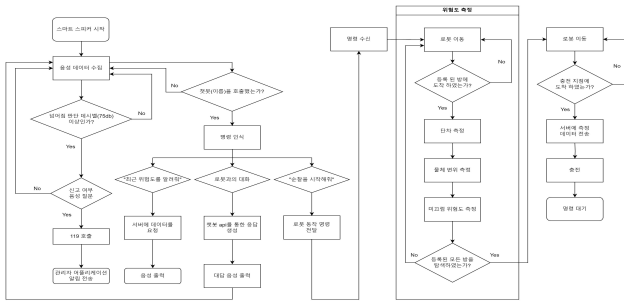 스마트 스피커 시작
음성 데이터 수집
넘어짐 판단 데시벨(75db)
이상인가?
No
Yes
신고 여부
음성 질문
No
Yes
119 호출
관리자 어플리케이션
알림 전송
챗봇(이름)을 호출했는가?
No
Yes
명령 인식
"최근 위험도를 알려줘"
로봇과의 대화
"순찰을 시작해줘"
서버에 데이터를
요청
음성 출력
챗봇 api를 통한 응답
생성
대답 음성 출력
로봇 동작 명령
전달
명령 수신
위험도 측정
로봇 이동
등록 된 방에
도착 하였는가?
No
Yes
단차 측정
물체 범위 측정
미끄럼 위험도 측정
등록된 모든 방을
탐색하였는가?
No
Yes
로봇 이동
충전 지점에
도착 하였는가?
No
Yes
서버에 측정
데이터 전송
충전
명령 대기